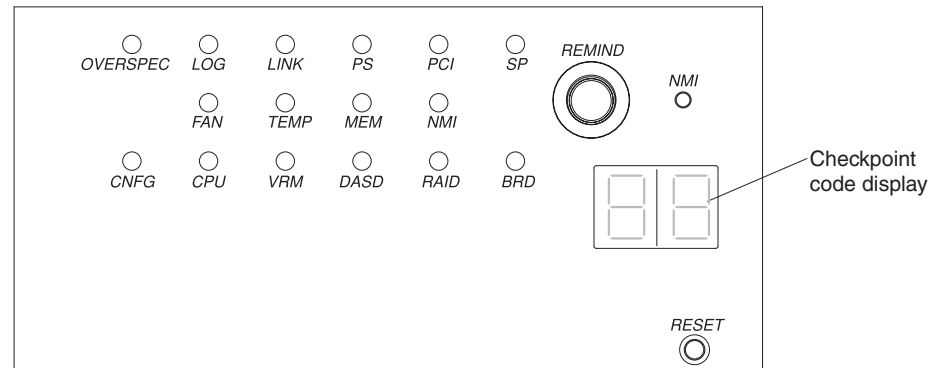 OVERSPEC LOG LINK PS PCI SP REMIND
NMI
FAN TEMP MEM NMI
CNFG CPU VRM DASD RAID BRD
Checkpoint
code display
RESET